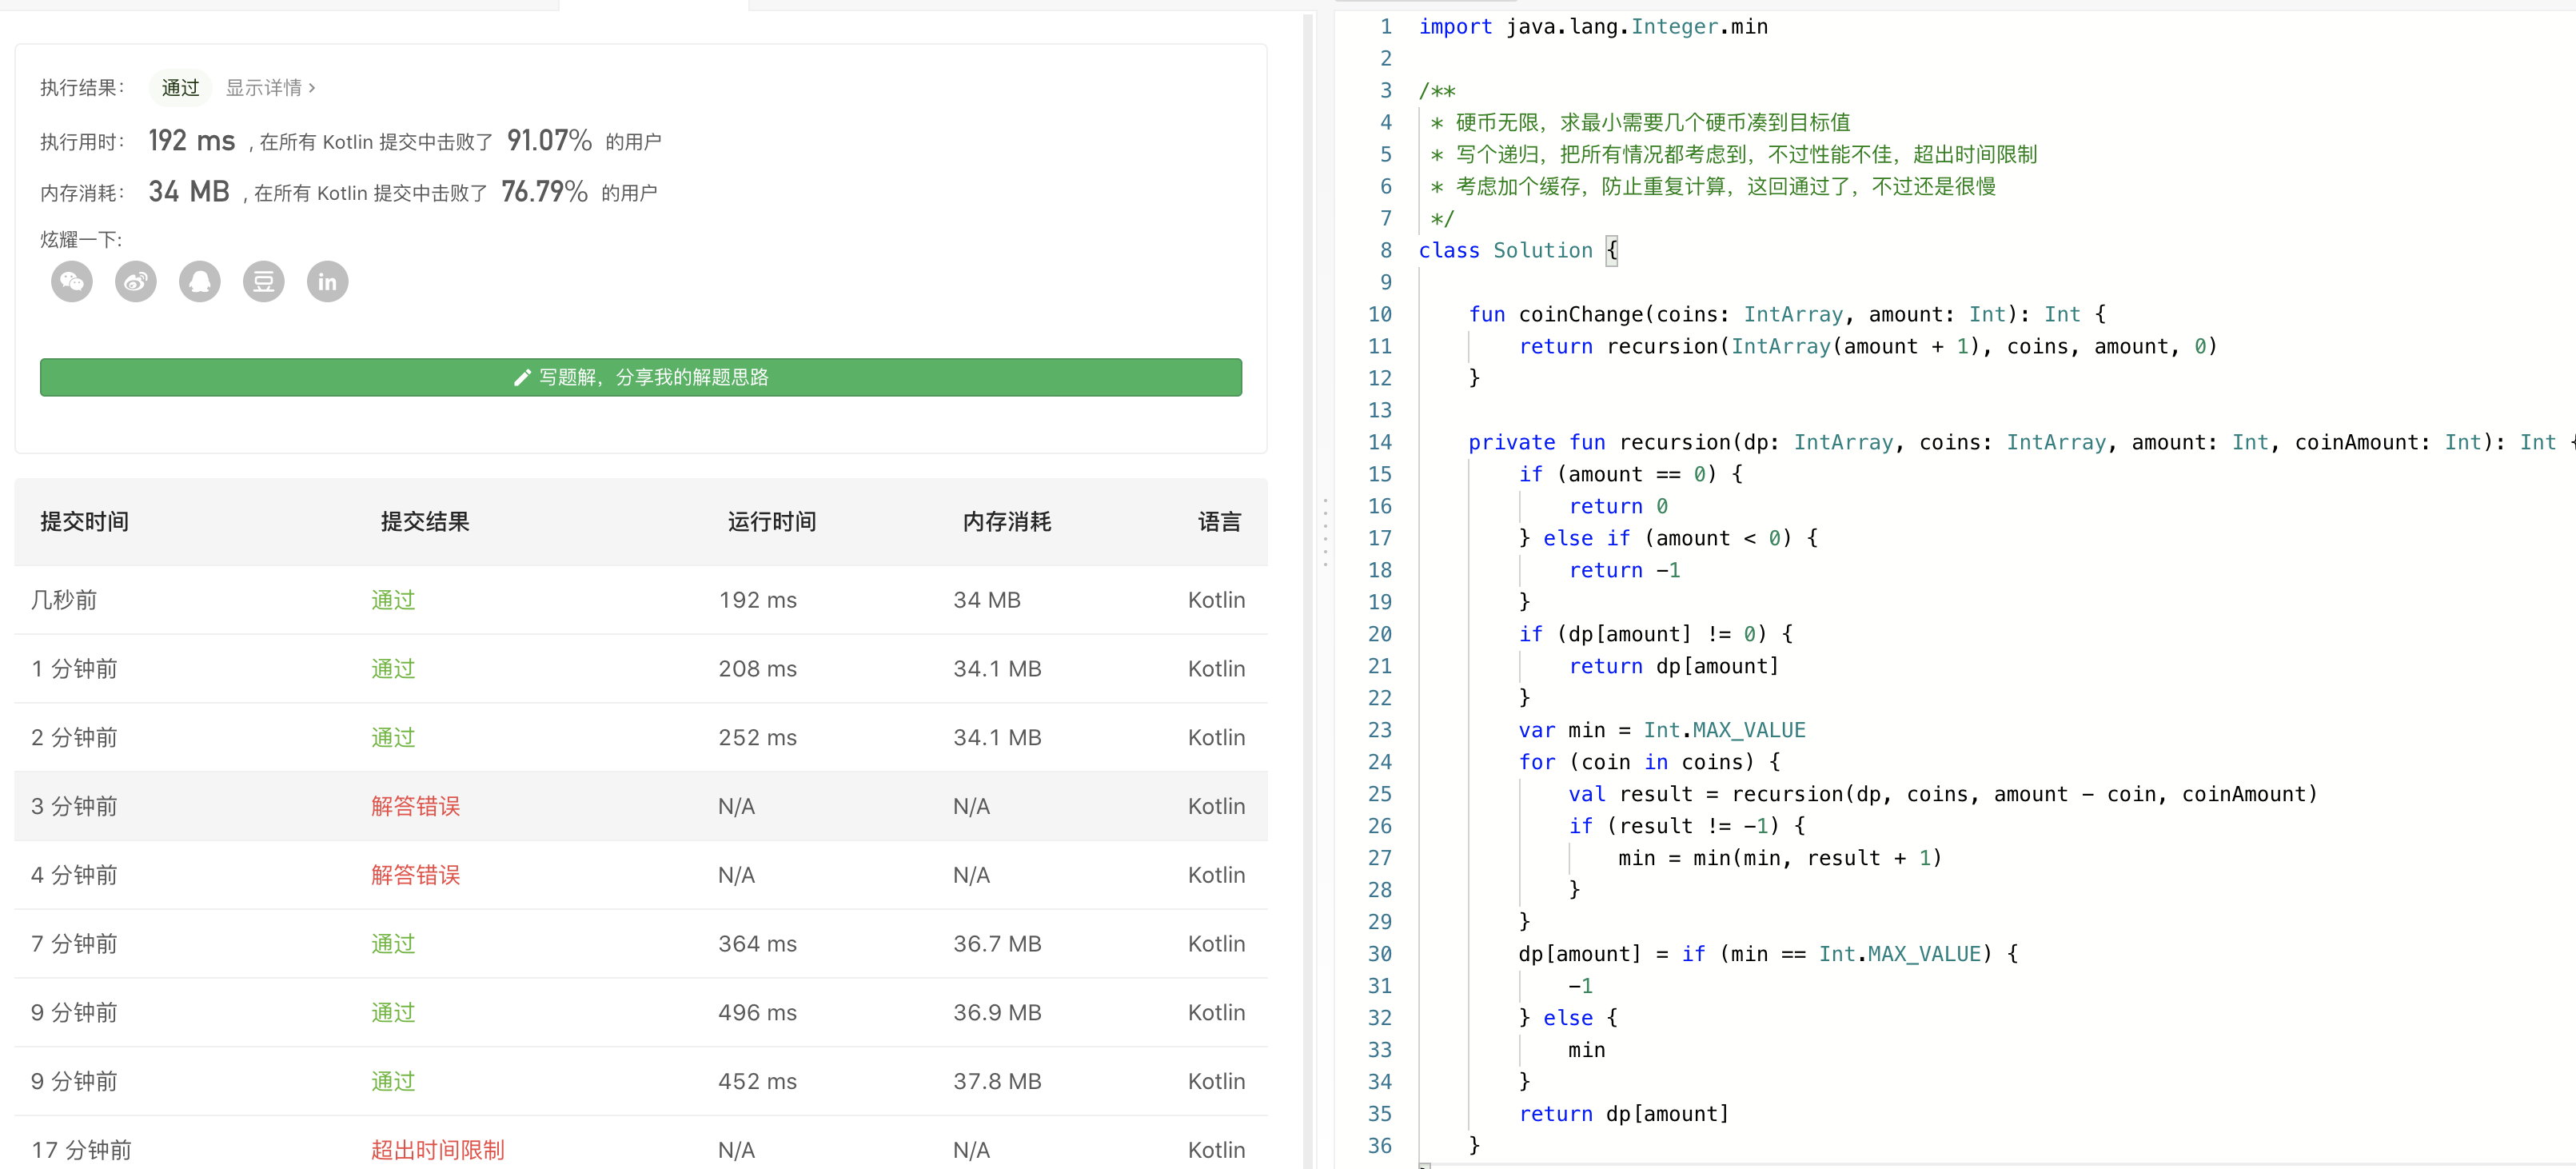 执行结果： 通过 显示详情 ›
执行用时： 192 ms , 在所有 Kotlin 提交中击败了 91.07% 的用户
内存消耗： 34 MB , 在所有 Kotlin 提交中击败了 76.79% 的用户
炫耀一下:
豆 in
写题解，分享我的解题思路
提交时间 提交结果 运行时间 内存消耗 语言
几秒前 通过 192 ms 34 MB Kotlin
1 分钟前 通过 208 ms 34.1 MB Kotlin
2 分钟前 通过 252 ms 34.1 MB Kotlin
3 分钟前 解答错误 N/A N/A Kotlin
4 分钟前 解答错误 N/A N/A Kotlin
7 分钟前 通过 364 ms 36.7 MB Kotlin
9 分钟前 通过 496 ms 36.9 MB Kotlin
9 分钟前 通过 452 ms 37.8 MB Kotlin
17 分钟前 超出时间限制 N/A N/A Kotlin
1 import java.lang.Integer.min
2
3 /**
4  * 硬币无限，求最小需要几个硬币凑到目标值
5  * 写个递归，把所有情况都考虑到，不过性能不佳，超出时间限制
6  * 考虑加个缓存，防止重复计算，这回通过了，不过还是很慢
7  */
8 class Solution {
9
10     fun coinChange(coins: IntArray, amount: Int): Int {
11         return recursion(IntArray(amount + 1), coins, amount, 0)
12     }
13
14     private fun recursion(dp: IntArray, coins: IntArray, amount: Int, coinAmount: Int): Int {
15         if (amount == 0) {
16             return 0
17         } else if (amount < 0) {
18             return -1
19         }
20         if (dp[amount] != 0) {
21             return dp[amount]
22         }
23         var min = Int.MAX_VALUE
24         for (coin in coins) {
25             val result = recursion(dp, coins, amount - coin, coinAmount)
26             if (result != -1) {
27                 min = min(min, result + 1)
28             }
29         }
30         dp[amount] = if (min == Int.MAX_VALUE) {
31             -1
32         } else {
33             min
34         }
35         return dp[amount]
36     }